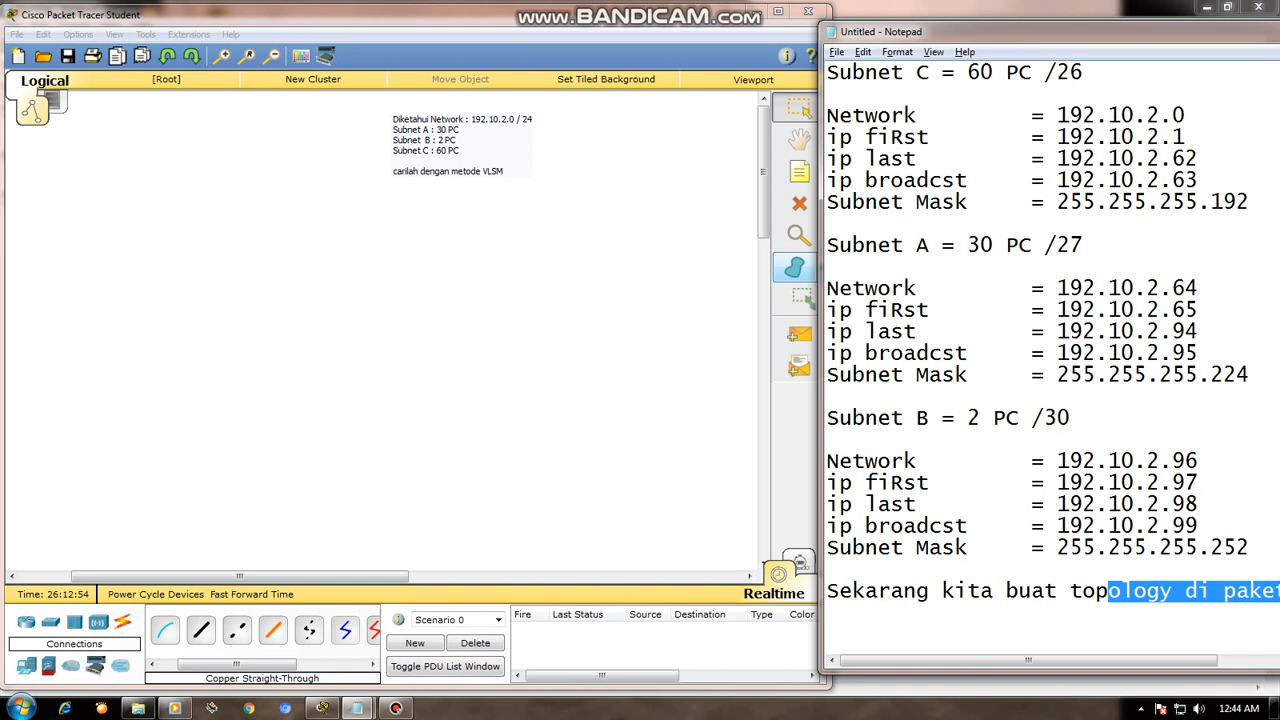 Cisco Packet Tracer Student
www.BANDICAM.com
File Edit Options View Tools Extensions Help
Logical
[Root]
New Cluster
Move Object
Set Tiled Background
Viewport
Diketahui Network : 192.10.2.0 / 24
Subnet A : 30 PC
Subnet B : 2 PC
Subnet C : 60 PC
carilah dengan metode VLSM
Time: 26:12:54
Power Cycle Devices Fast Forward Time
Realtime
Connections
Copper Straight-Through
Scenario 0
New
Delete
Toggle PDU List Window
Fire Last Status Source Destination Type Color
Untitled - Notepad
File Edit Format View Help
Subnet C = 60 PC /26
Network = 192.10.2.0
ip fiRst = 192.10.2.1
ip last = 192.10.2.62
ip broadcst = 192.10.2.63
Subnet Mask = 255.255.255.192
Subnet A = 30 PC /27
Network = 192.10.2.64
ip fiRst = 192.10.2.65
ip last = 192.10.2.94
ip broadcst = 192.10.2.95
Subnet Mask = 255.255.255.224
Subnet B = 2 PC /30
Network = 192.10.2.96
ip fiRst = 192.10.2.97
ip last = 192.10.2.98
ip broadcst = 192.10.2.99
Subnet Mask = 255.255.255.252
Sekarang kita buat topology di paket
12:44 AM